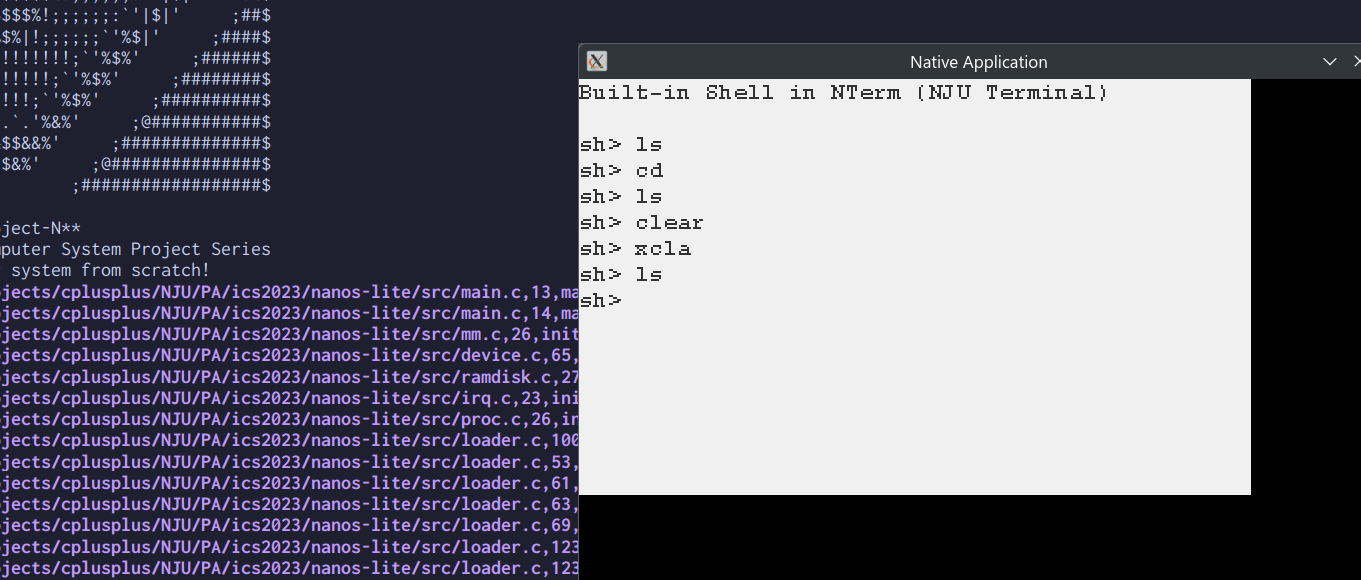 $$$$%!;;;;;;:`'|$|'     ;##$
$%|!;;;;;;`'%$|'     ;####$
!!!!!!!;`'%$%'     ;######$
!!!!!;`'%$%'     ;########$
!!!;`'%$%'     ;##########$
.`.'%&%'     ;@###########$
$$&&%'     ;##############$
$&%'     ;@###############$
;##################$
ject-N**
puter System Project Series
system from scratch!
jects/cplusplus/NJU/PA/ics2023/nanos-lite/src/main.c,13,ma
jects/cplusplus/NJU/PA/ics2023/nanos-lite/src/main.c,14,ma
jects/cplusplus/NJU/PA/ics2023/nanos-lite/src/mm.c,26,init
jects/cplusplus/NJU/PA/ics2023/nanos-lite/src/device.c,65,
jects/cplusplus/NJU/PA/ics2023/nanos-lite/src/ramdisk.c,27
jects/cplusplus/NJU/PA/ics2023/nanos-lite/src/irq.c,23,ini
jects/cplusplus/NJU/PA/ics2023/nanos-lite/src/proc.c,26,in
jects/cplusplus/NJU/PA/ics2023/nanos-lite/src/loader.c,100
jects/cplusplus/NJU/PA/ics2023/nanos-lite/src/loader.c,53,
jects/cplusplus/NJU/PA/ics2023/nanos-lite/src/loader.c,61,
jects/cplusplus/NJU/PA/ics2023/nanos-lite/src/loader.c,63,
jects/cplusplus/NJU/PA/ics2023/nanos-lite/src/loader.c,69,
jects/cplusplus/NJU/PA/ics2023/nanos-lite/src/loader.c,123
jects/cplusplus/NJU/PA/ics2023/nanos-lite/src/loader.c,123
Native Application
Built-in Shell in NTerm (NJU Terminal)
sh> ls
sh> cd
sh> ls
sh> clear
sh> xcla
sh> ls
sh>